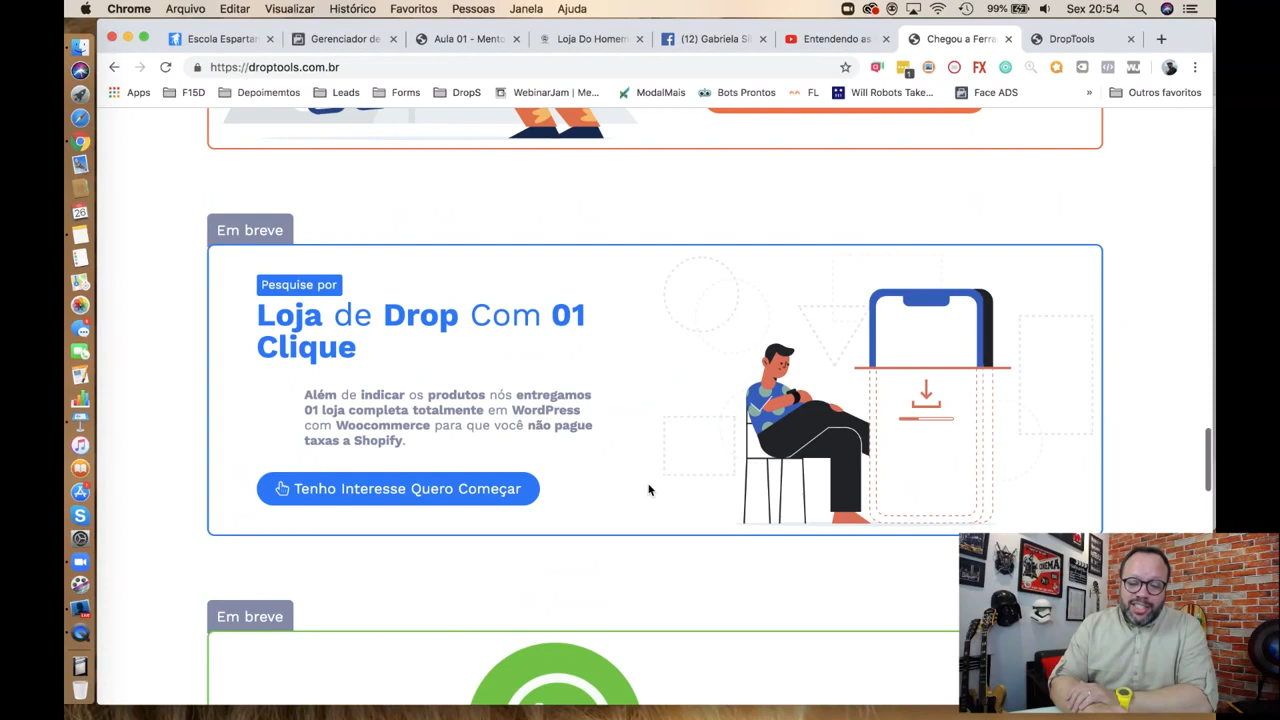 Chrome Arquivo Editar Visualizar Histórico Favoritos Pessoas Janela Ajuda 99% Sex 20:54
Escola Espartan Gerenciador de Aula 01 - Mento Loja Do Homem (12) Gabriela Si Entendendo as Chegou a Ferra DropTools
https://droptools.com.br
Apps F15D Depoimentos Leads Forms DropS WebinarJam | Me... ModalMais Bots Prontos FL Will Robots Take... Face ADS » Outros favoritos
Em breve
Pesquise por
Loja de Drop Com 01
Clique
Além de indicar os produtos nós entregamos
01 loja completa totalmente em WordPress
com Woocommerce para que você não pague
taxas a Shopify.
Tenho Interesse Quero Começar
Em breve
CINEMA